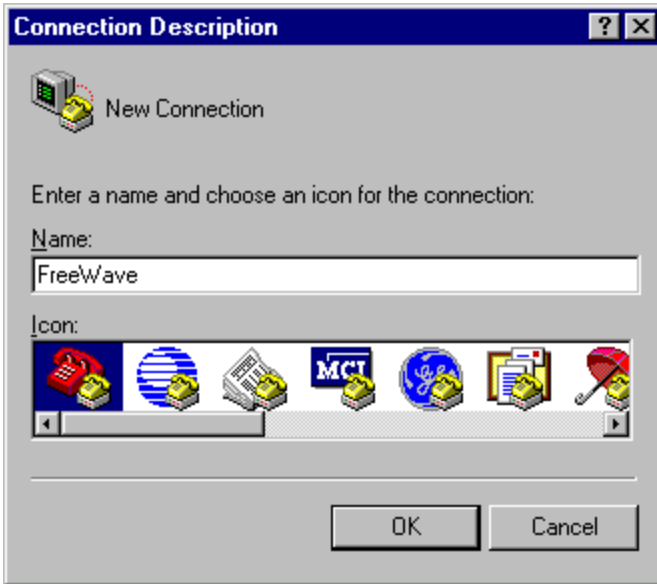 Connection Description
New Connection
Enter a name and choose an icon for the connection:
Name:
FreeWave
Icon:
MCI
OK Cancel